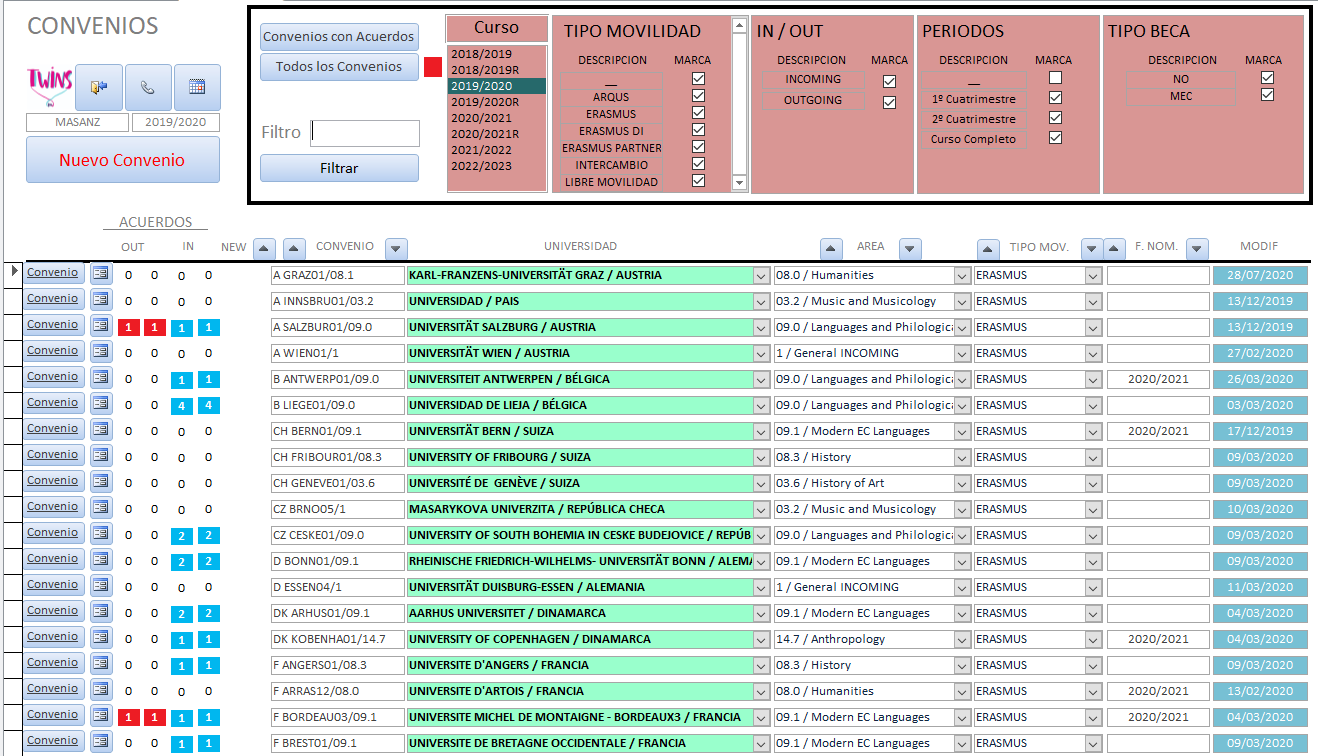 CONVENIOS
TWINS
MASANZ 2019/2020
Nuevo Convenio
Convenios con Acuerdos
Todos los Convenios
Filtro
Filtrar
Curso
2018/2019
2018/2019R
2019/2020
2019/2020R
2020/2021
2020/2021R
2021/2022
2022/2023
TIPO MOVILIDAD
DESCRIPCION MARCA
__
ARQUS
ERASMUS
ERASMUS DI
ERASMUS PARTNER
INTERCAMBIO
LIBRE MOVILIDAD
IN / OUT
DESCRIPCION MARCA
INCOMING
OUTGOING
PERIODOS
DESCRIPCION MARCA
__
1º Cuatrimestre
2º Cuatrimestre
Curso Completo
TIPO BECA
DESCRIPCION MARCA
NO
MEC
ACUERDOS
OUT IN NEW CONVENIO UNIVERSIDAD AREA TIPO MOV. F. NOM. MODIF
Convenio 0 0 0 0 A GRAZ01/08.1 KARL-FRANZENS-UNIVERSITÄT GRAZ / AUSTRIA 08.0 / Humanities ERASMUS 28/07/2020
Convenio 0 0 0 0 A INNSBRU01/03.2 UNIVERSIDAD / PAIS 03.2 / Music and Musicology ERASMUS 13/12/2019
Convenio 1 1 1 1 A SALZBUR01/09.0 UNIVERSITÄT SALZBURG / AUSTRIA 09.0 / Languages and Philologica ERASMUS 13/12/2019
Convenio 0 0 0 0 A WIEN01/1 UNIVERSITÄT WIEN / AUSTRIA 1 / General INCOMING ERASMUS 27/02/2020
Convenio 0 0 1 1 B ANTWERP01/09.0 UNIVERSITEIT ANTWERPEN / BÉLGICA 09.0 / Languages and Philologica ERASMUS 2020/2021 26/03/2020
Convenio 0 0 4 4 B LIEGE01/09.0 UNIVERSIDAD DE LIEJA / BÉLGICA 09.0 / Languages and Philologica ERASMUS 03/03/2020
Convenio 0 0 0 0 CH BERN01/09.1 UNIVERSITÄT BERN / SUIZA 09.1 / Modern EC Languages ERASMUS 2020/2021 17/12/2019
Convenio 0 0 0 0 CH FRIBOUR01/08.3 UNIVERSITY OF FRIBOURG / SUIZA 08.3 / History ERASMUS 09/03/2020
Convenio 0 0 0 0 CH GENEVE01/03.6 UNIVERSITÉ DE GENÈVE / SUIZA 03.6 / History of Art ERASMUS 09/03/2020
Convenio 0 0 0 0 CZ BRNO05/1 MASARYKOVA UNIVERZITA / REPÚBLICA CHECA 03.2 / Music and Musicology ERASMUS 10/03/2020
Convenio 0 0 2 2 CZ CESKE01/09.0 UNIVERSITY OF SOUTH BOHEMIA IN CESKE BUDEJOVICE / REPÚB 09.0 / Languages and Philologica ERASMUS 09/03/2020
Convenio 0 0 2 2 D BONN01/09.1 RHEINISCHE FRIEDRICH-WILHELMS- UNIVERSITÄT BONN / ALEMA 09.1 / Modern EC Languages ERASMUS 09/03/2020
Convenio 0 0 0 0 D ESSEN04/1 UNIVERSITÄT DUISBURG-ESSEN / ALEMANIA 1 / General INCOMING ERASMUS 11/03/2020
Convenio 0 0 2 2 DK ARHUS01/09.1 AARHUS UNIVERSITET / DINAMARCA 09.1 / Modern EC Languages ERASMUS 04/03/2020
Convenio 0 0 1 1 DK KOBENHA01/14.7 UNIVERSITY OF COPENHAGEN / DINAMARCA 14.7 / Anthropology ERASMUS 2020/2021 04/03/2020
Convenio 0 0 1 1 F ANGERS01/08.3 UNIVERSITE D'ANGERS / FRANCIA 08.3 / History ERASMUS 09/03/2020
Convenio 0 0 0 0 F ARRAS12/08.0 UNIVERSITE D'ARTOIS / FRANCIA 08.0 / Humanities ERASMUS 2020/2021 13/02/2020
Convenio 1 1 1 1 F BORDEAU03/09.1 UNIVERSITE MICHEL DE MONTAIGNE - BORDEAUX3 / FRANCIA 09.1 / Modern EC Languages ERASMUS 2020/2021 04/03/2020
Convenio 0 0 1 1 F BREST01/09.1 UNIVERSITE DE BRETAGNE OCCIDENTALE / FRANCIA 09.1 / Modern EC Languages ERASMUS 09/03/2020